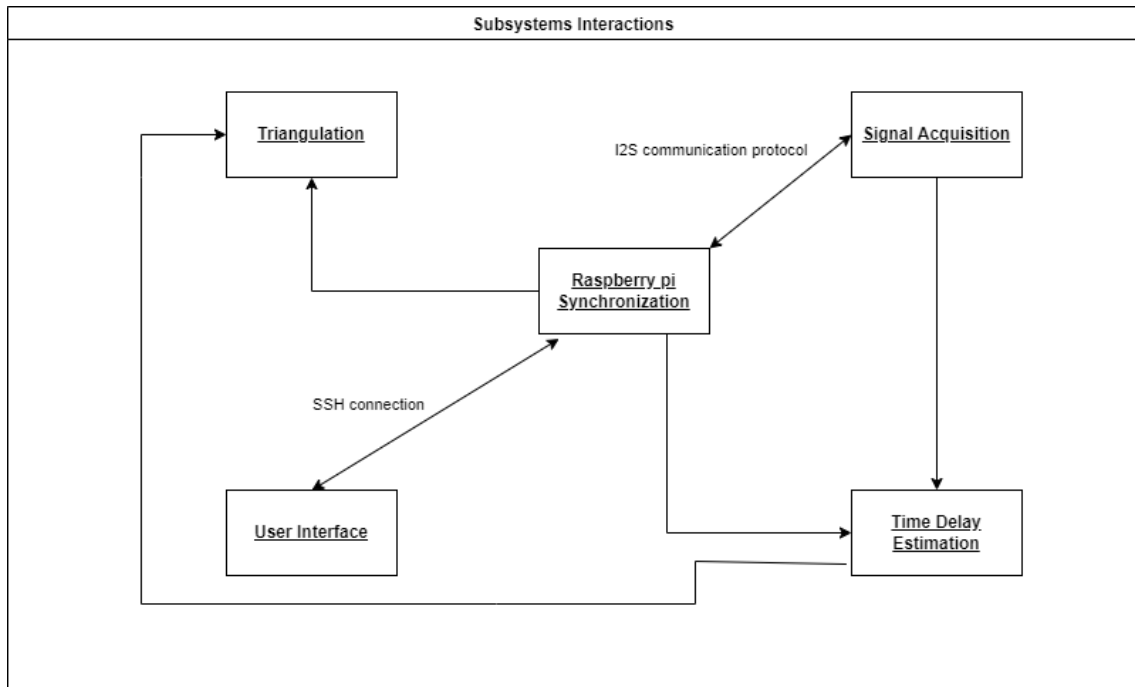 Subsystems Interactions
Triangulation
Signal Acquisition
I2S communication protocol
Raspberry pi
Synchronization
SSH connection
User Interface
Time Delay
Estimation